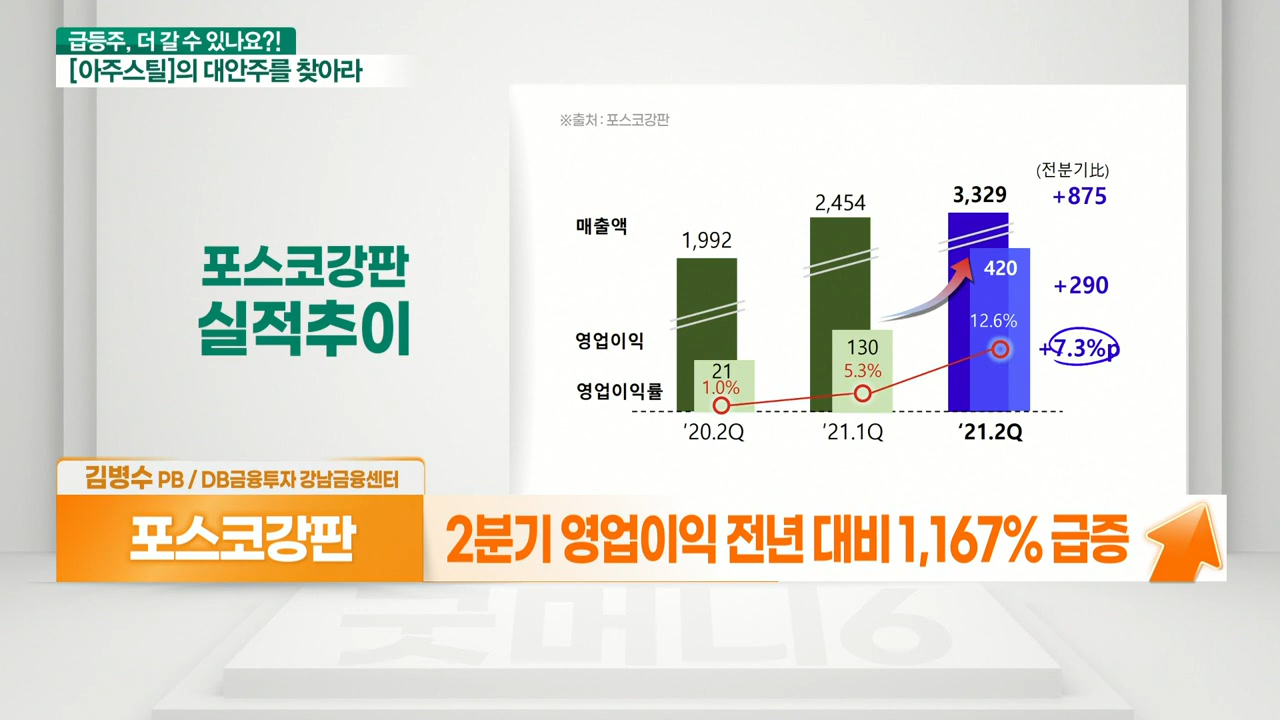 급등주, 더 갈 수 있나요?!
[아주스틸]의 대안주를 찾아라
※출처 : 포스코강판
포스코강판
실적추이
(전분기比)
매출액
1,992
2,454
3,329
+875
영업이익
21
130
420
+290
영업이익률
1.0%
5.3%
12.6%
+7.3%p
‘20.2Q
‘21.1Q
‘21.2Q
김병수 PB / DB금융투자 강남금융센터
포스코강판
2분기 영업이익 전년 대비 1,167% 급증
굿머니6